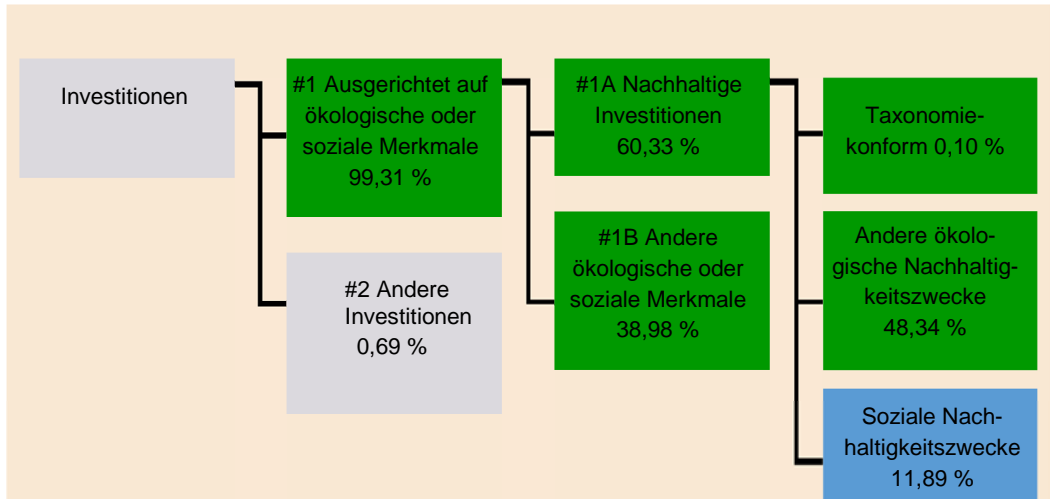 Investitionen
#1 Ausgerichtet auf
ökologische oder
soziale Merkmale
99,31 %
#2 Andere
Investitionen
0,69 %
#1A Nachhaltige
Investitionen
60,33 %
#1B Andere
ökologische oder
soziale Merkmale
38,98 %
Taxonomie-
konform 0,10 %
Andere ökolo-
gische Nachhaltig-
keitszwecke
48,34 %
Soziale Nach-
haltigkeitszwecke
11,89 %